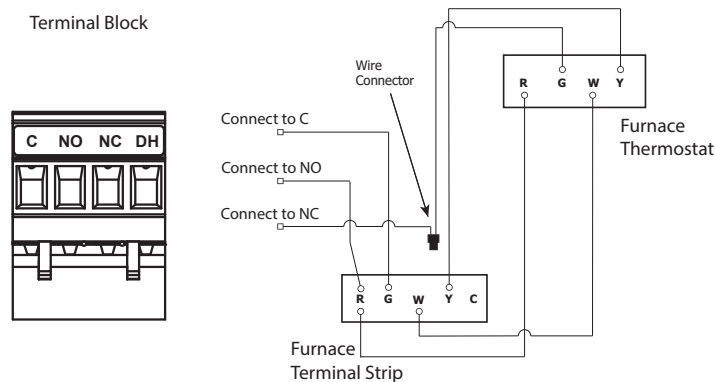 Terminal Block
C NO NC DH
Wire
Connector
Connect to C
Connect to NO
Connect to NC
R G W Y
Furnace
Thermostat
R G W Y C
Furnace
Terminal Strip